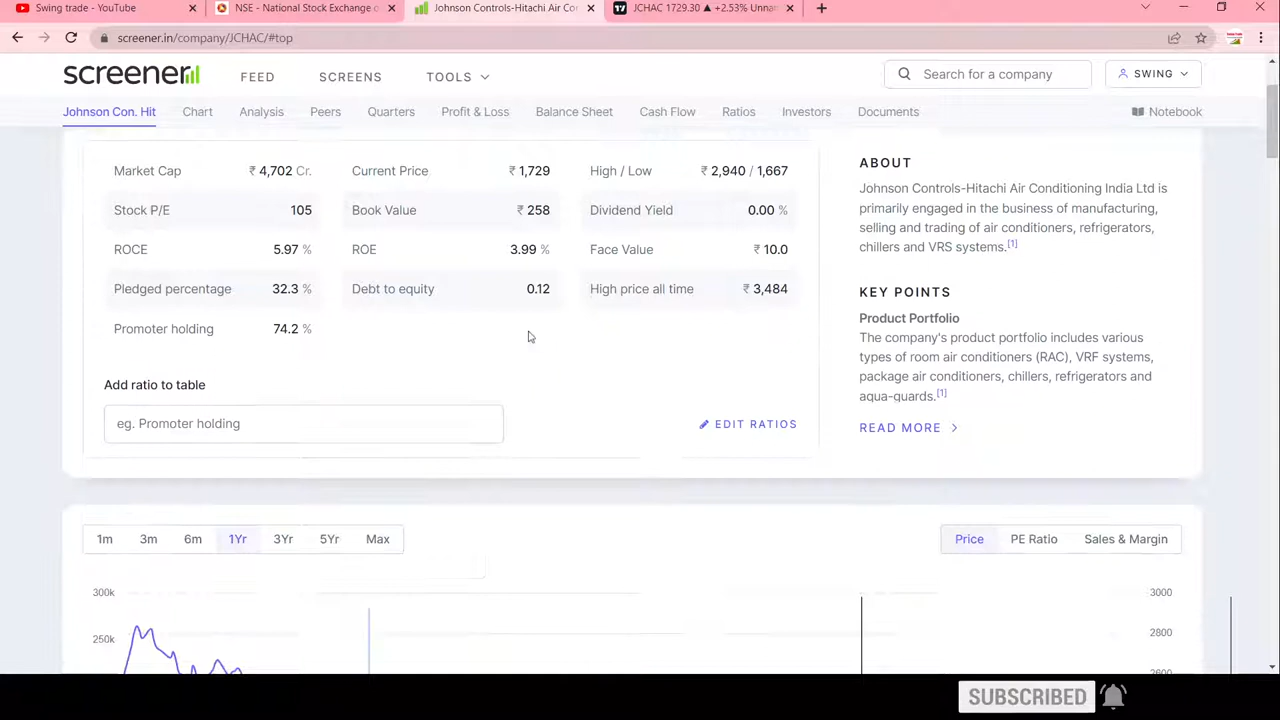 Swing trade - YouTube
NSE - National Stock Exchange o
Johnson Controls-Hitachi Air Co
JCHAC 1729.30 ▲ +2.53% Unna
screener.in/company/JCHAC/#top
screener
FEED
SCREENS
TOOLS
Search for a company
SWING
Johnson Con. Hit
Chart
Analysis
Peers
Quarters
Profit & Loss
Balance Sheet
Cash Flow
Ratios
Investors
Documents
Notebook
Market Cap ₹ 4,702 Cr.
Current Price ₹ 1,729
High / Low ₹ 2,940 / 1,667
Stock P/E 105
Book Value ₹ 258
Dividend Yield 0.00 %
ROCE 5.97 %
ROE 3.99 %
Face Value ₹ 10.0
Pledged percentage 32.3 %
Debt to equity 0.12
High price all time ₹ 3,484
Promoter holding 74.2 %
Add ratio to table
eg. Promoter holding
EDIT RATIOS
ABOUT
Johnson Controls-Hitachi Air Conditioning India Ltd is
primarily engaged in the business of manufacturing,
selling and trading of air conditioners, refrigerators,
chillers and VRS systems.[1]
KEY POINTS
Product Portfolio
The company's product portfolio includes various
types of room air conditioners (RAC), VRF systems,
package air conditioners, chillers, refrigerators and
aqua-guards.[1]
READ MORE
1m
3m
6m
1Yr
3Yr
5Yr
Max
Price
PE Ratio
Sales & Margin
300k
3000
250k
2800
SUBSCRIBED